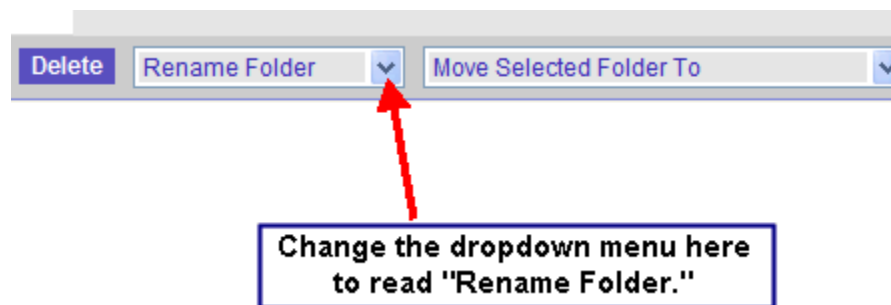 Delete Rename Folder Move Selected Folder To
Change the dropdown menu here
to read "Rename Folder."